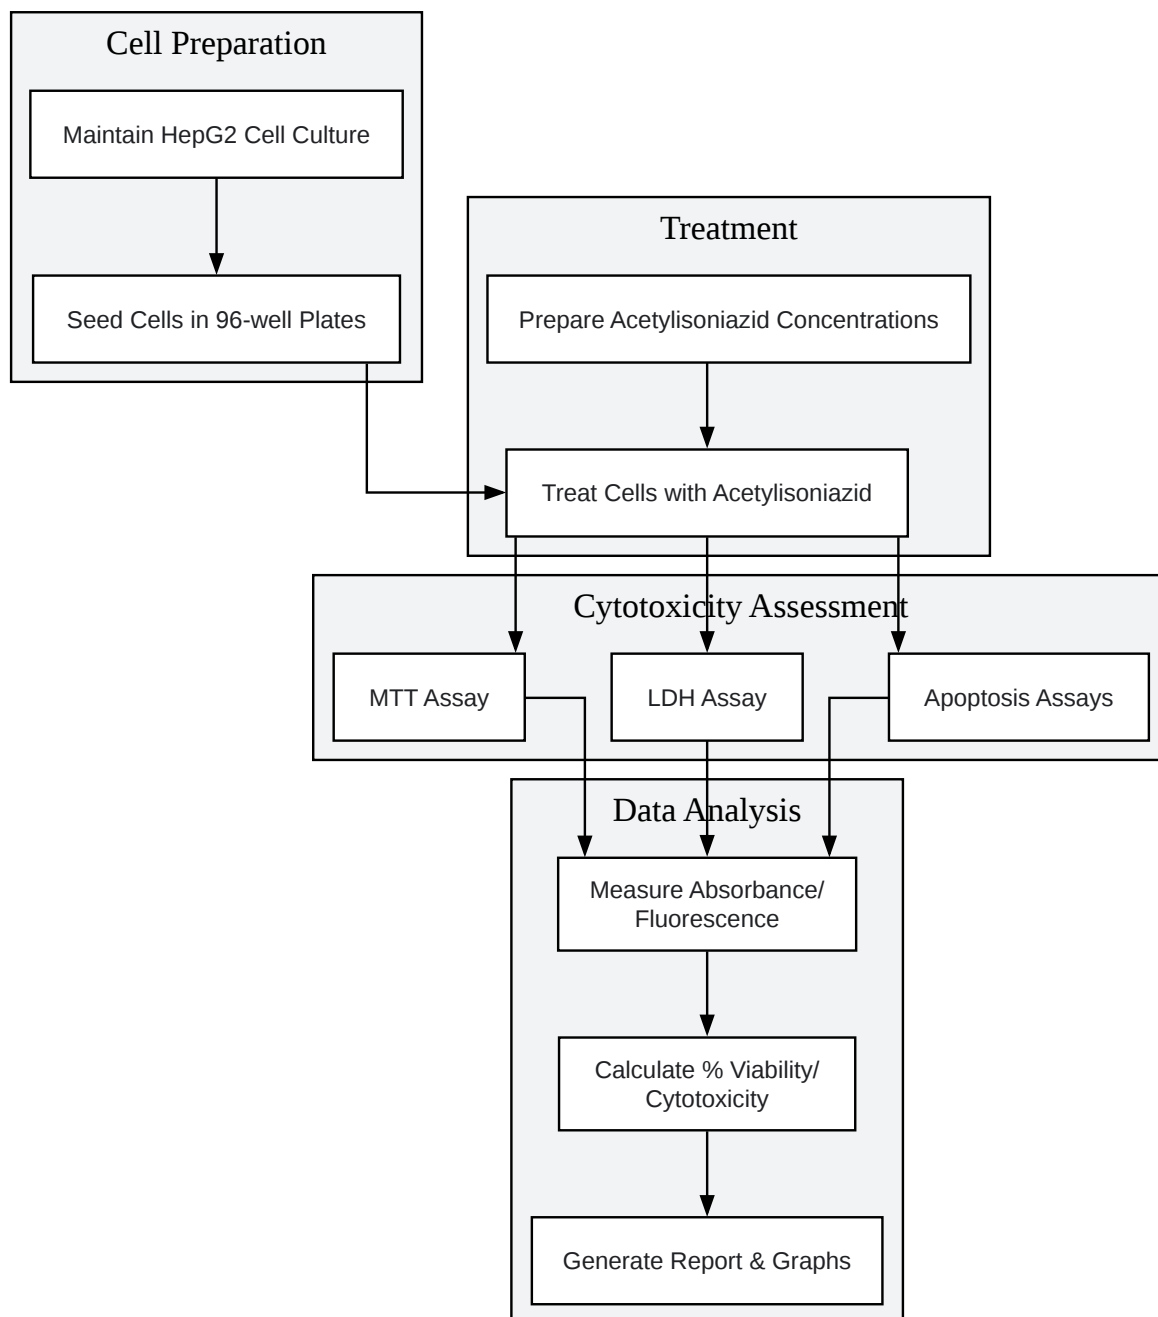 Cell Preparation
Maintain HepG2 Cell Culture
Seed Cells in 96-well Plates
Treatment
Prepare Acetylisoniazid Concentrations
Treat Cells with Acetylisoniazid
Cytotoxicity Assessment
MTT Assay
LDH Assay
Apoptosis Assays
Data Analysis
Measure Absorbance/
Fluorescence
Calculate % Viability/
Cytotoxicity
Generate Report & Graphs